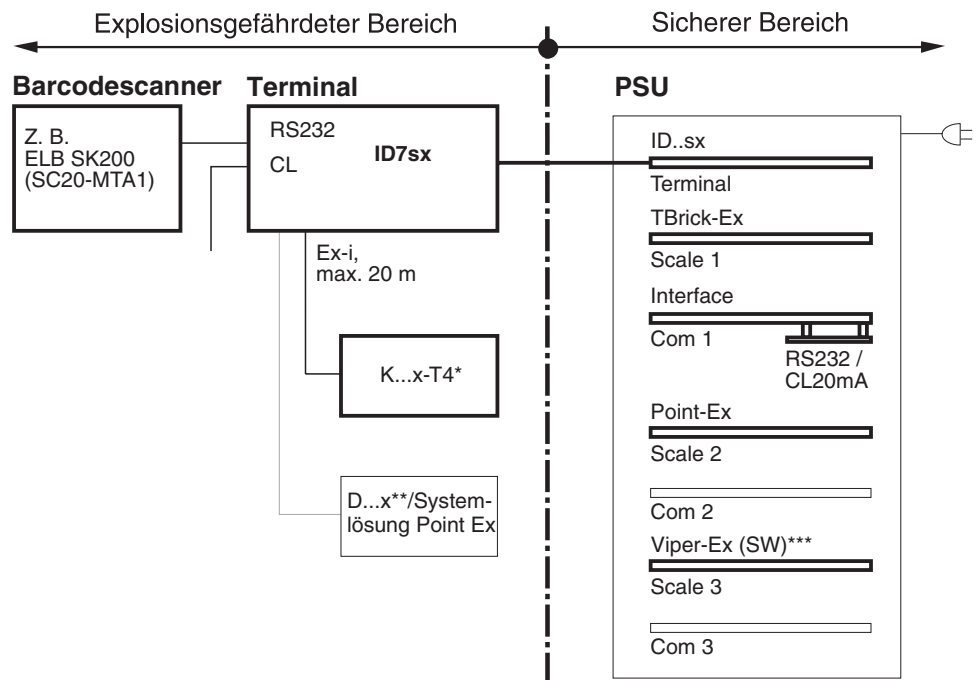 Explosionsgefährdeter Bereich
Sicherer Bereich
Barcodescanner
Terminal
PSU
Z. B.
ELB SK200
(SC20-MTA1)
RS232
CL
ID7sx
Ex-i,
max. 20 m
K...x-T4*
D...x**/System-
lösung Point Ex
ID..sx
Terminal
TBrick-Ex
Scale 1
Interface
Com 1
RS232 /
CL20mA
Point-Ex
Scale 2
Com 2
Viper-Ex (SW)***
Scale 3
Com 3